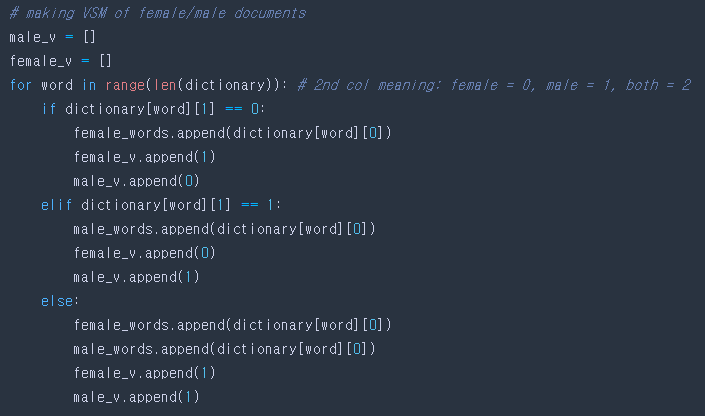 # making VSM of female/male documents
male_v = []
female_v = []
for word in range(len(dictionary)): # 2nd col meaning: female = 0, male = 1, both = 2
    if dictionary[word][1] == 0:
        female_words.append(dictionary[word][0])
        female_v.append(1)
        male_v.append(0)
    elif dictionary[word][1] == 1:
        male_words.append(dictionary[word][0])
        female_v.append(0)
        male_v.append(1)
    else:
        female_words.append(dictionary[word][0])
        male_words.append(dictionary[word][0])
        female_v.append(1)
        male_v.append(1)